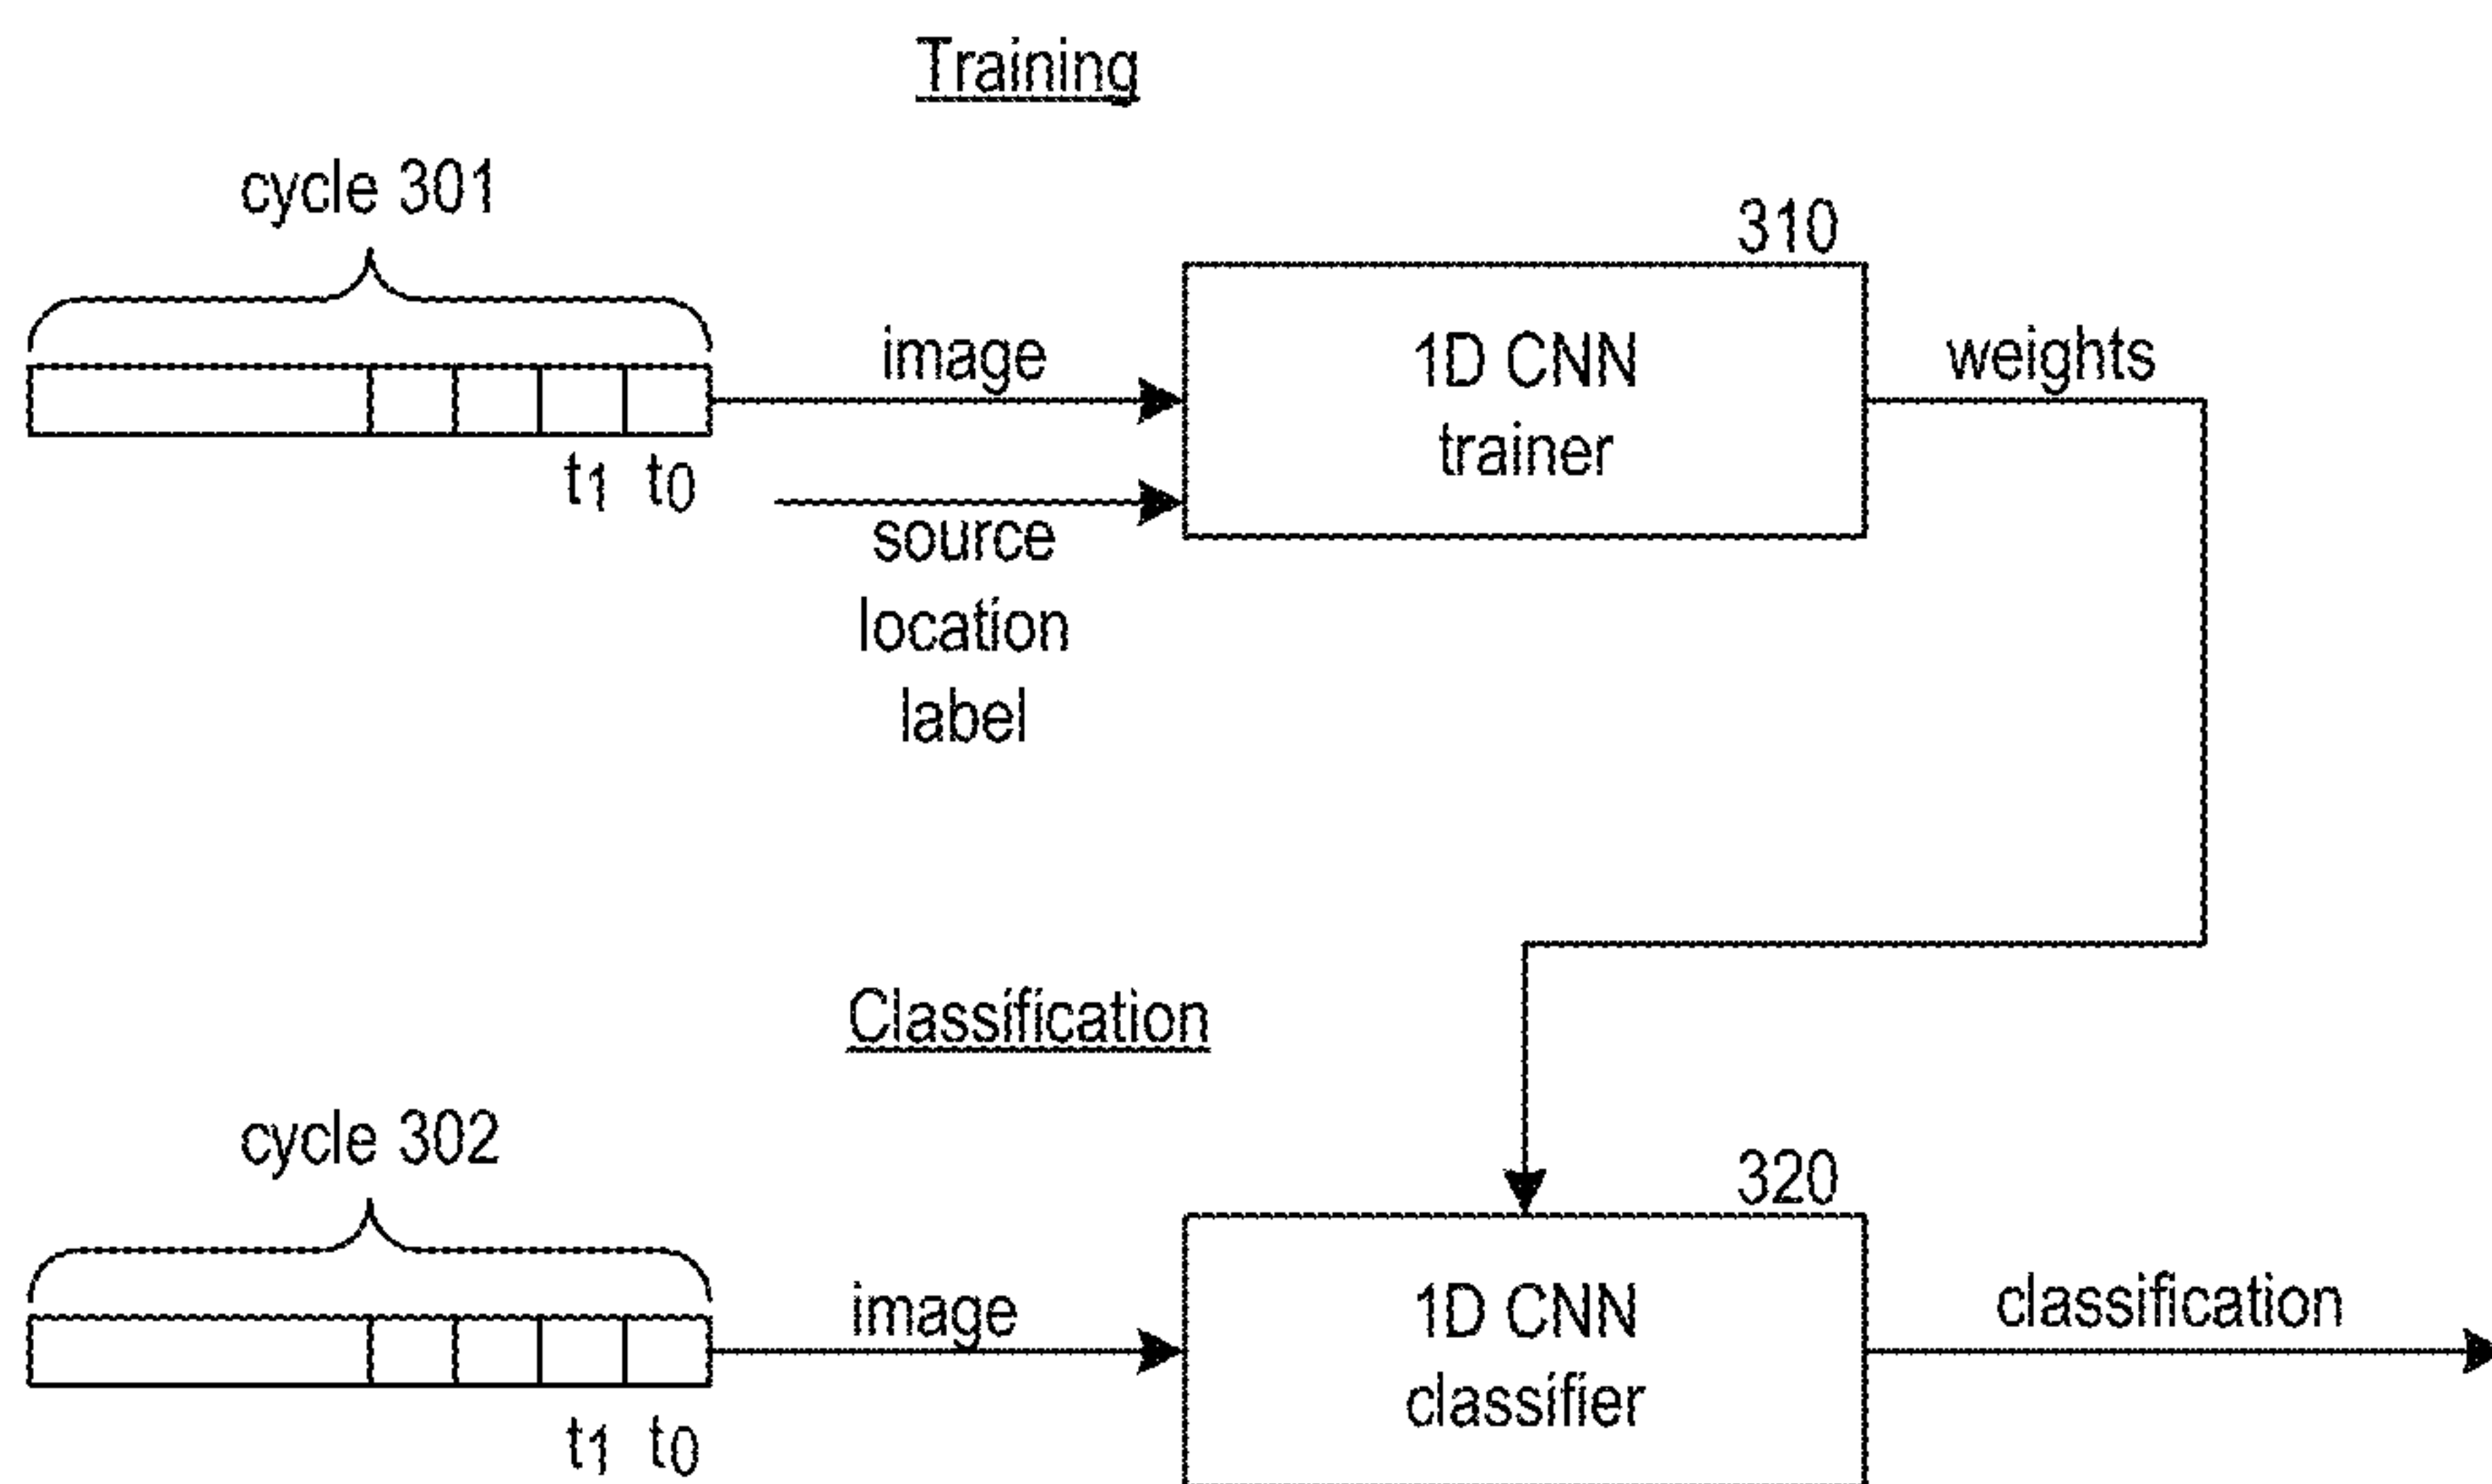 Training
cycle 301
310
image
1D CNN
trainer
weights
t1 t0
source
location
label
Classification
cycle 302
320
image
1D CNN
classifier
classification
t1 t0